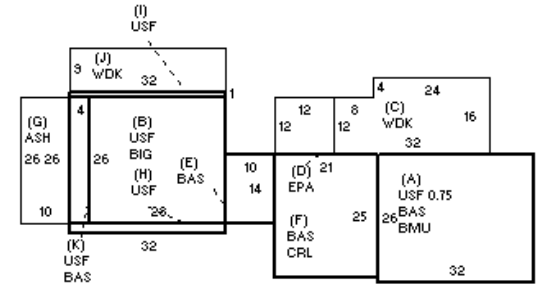 (I)
USF
(J)
WDK
9
32
1
4
24
(G)
ASH
4
(B)
USF
BIG
12
8
(C)
WDK
16
12
12
26 26
26
(E)
BAS
(H)
USF
10
14
32
(D)
21
EPA
(A)
USF 0.75
BAS
BMU
(F)
BAS
CRL
25
26
10
28
(K)
USF
BAS
32
32